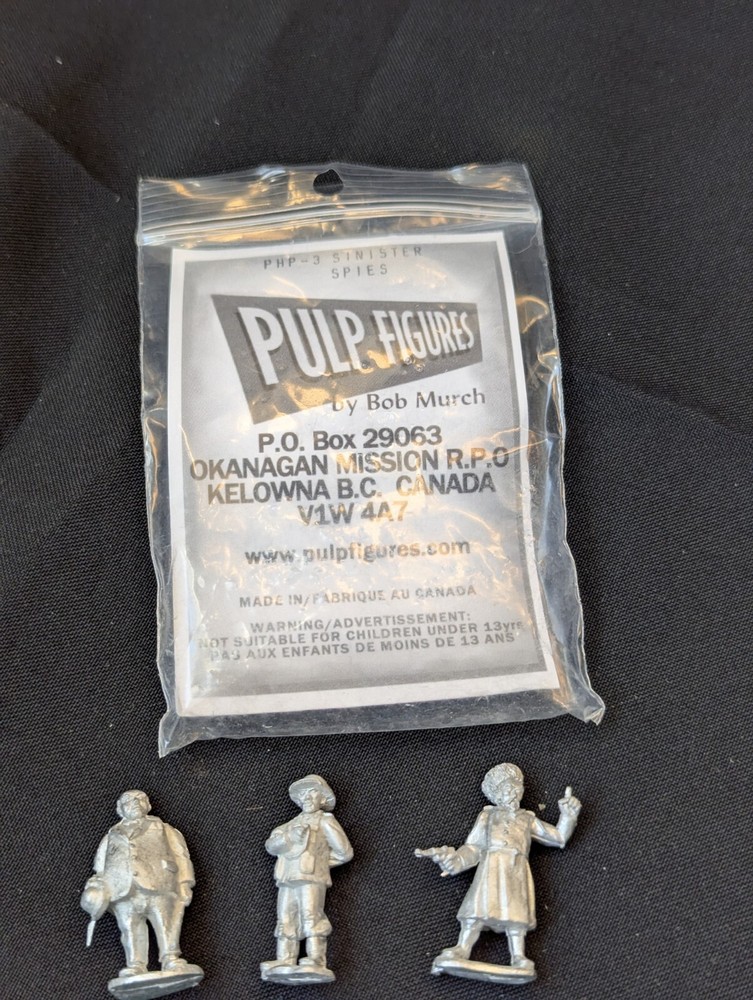 PHP-3 SINISTER
SPIES
PULP FIGURES
by Bob Murch
P.O. Box 29063
OKANAGAN MISSION R.P.O
KELOWNA B.C. CANADA
V1W 4A7
www.pulpfigures.com
MADE IN/FABRIQUE AU CANADA
WARNING/ADVERTISSEMENT:
NOT SUITABLE FOR CHILDREN UNDER 13yrs
PAS AUX ENFANTS DE MOINS DE 13 ANS